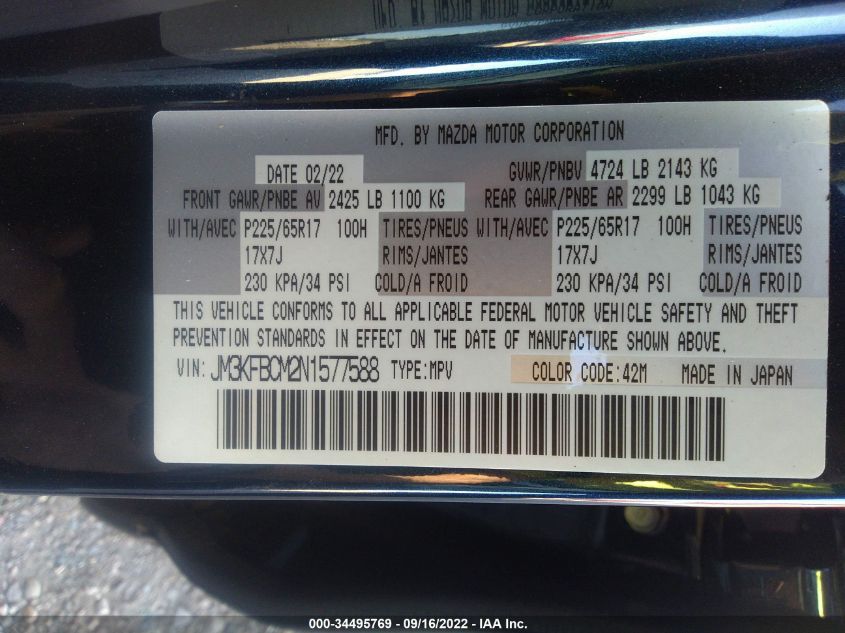 MFD. BY MAZDA MOTOR CORPORATION
DATE 02/22 GVWR/PNBV 4724 LB 2143 KG
FRONT GAWR/PNBE AV 2425 LB 1100 KG REAR GAWR/PNBE AR 2299 LB 1043 KG
WITH/AVEC P225/65R17 100H TIRES/PNEUS WITH/AVEC P225/65R17 100H TIRES/PNEUS
17X7J RIMS/JANTES 17X7J RIMS/JANTES
230 KPA/34 PSI COLD/A FROID 230 KPA/34 PSI COLD/A FROID
THIS VEHICLE CONFORMS TO ALL APPLICABLE FEDERAL MOTOR VEHICLE SAFETY AND THEFT
PREVENTION STANDARDS IN EFFECT ON THE DATE OF MANUFACTURE SHOWN ABOVE.
VIN: JM3KFBCM2N1577588 TYPE:MPV COLOR CODE:42M MADE IN JAPAN
000-34495769 - 09/16/2022 - IAA Inc.